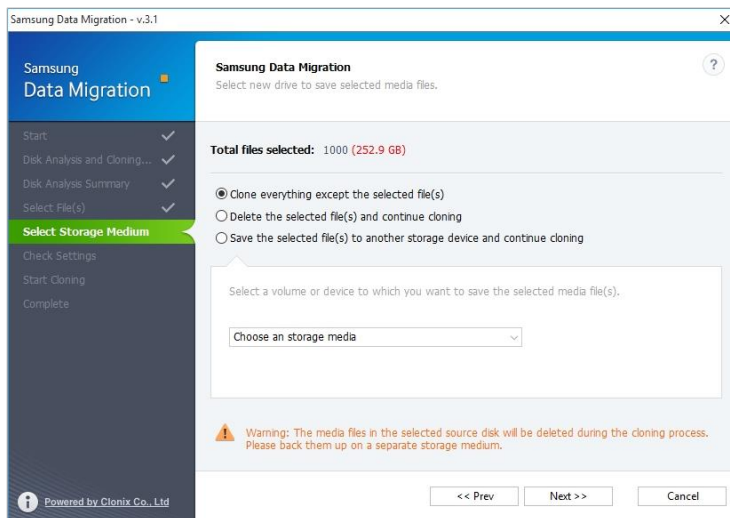 Samsung Data Migration - v.3.1
Samsung
Data Migration
Start
Disk Analysis and Cloning...
Disk Analysis Summary
Select File(s)
Select Storage Medium
Check Settings
Start Cloning
Complete
Powered by Clonix Co., Ltd
Samsung Data Migration
Select new drive to save selected media files.
?
Total files selected: 1000 (252.9 GB)
Clone everything except the selected file(s)
Delete the selected file(s) and continue cloning
Save the selected file(s) to another storage device and continue cloning
Select a volume or device to which you want to save the selected media file(s).
Choose an storage media
Warning: The media files in the selected source disk will be deleted during the cloning process.
Please back them up on a separate storage medium.
<< Prev
Next >>
Cancel